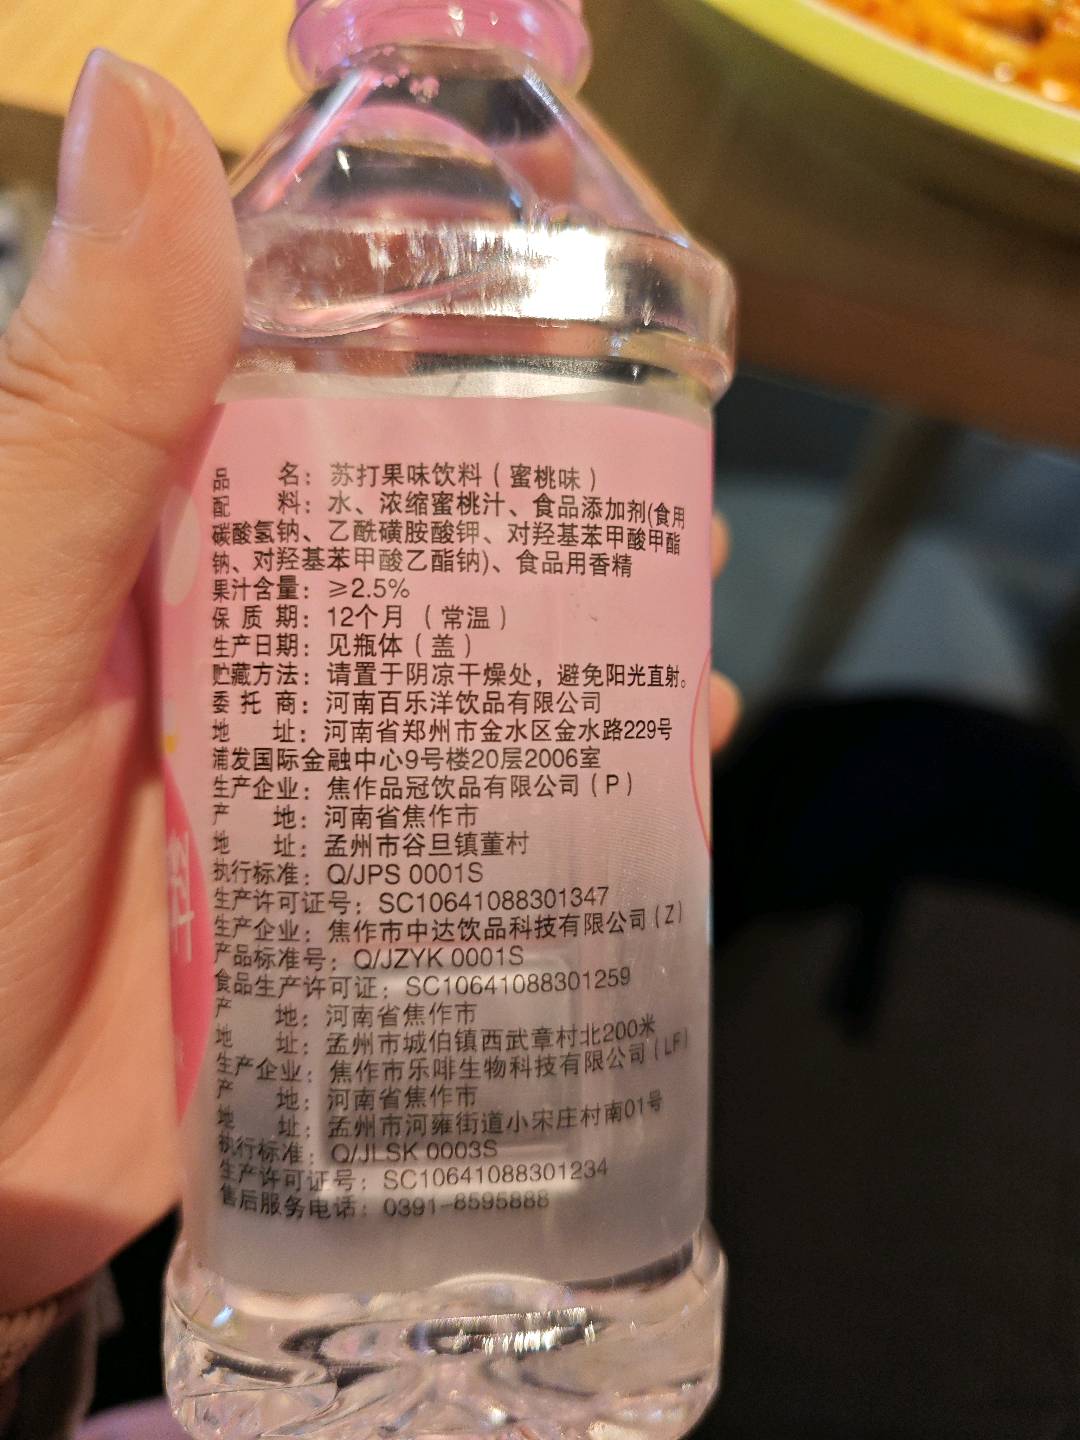 品 名：苏打果味饮料（蜜桃味）
配 料：水、浓缩蜜桃汁、食品添加剂(食用
碳酸氢钠、乙酰磺胺酸钾、对羟基苯甲酸甲酯
钠、对羟基苯甲酸乙酯钠)、食品用香精
果汁含量：≥2.5%
保 质 期：12个月（常温）
生产日期：见瓶体（盖）
贮藏方法：请置于阴凉干燥处，避免阳光直射。
委 托 商：河南百乐洋饮品有限公司
地 址：河南省郑州市金水区金水路229号
浦发国际金融中心9号楼20层2006室
生产企业：焦作品冠饮品有限公司（P）
产 地：河南省焦作市
地 址：孟州市谷旦镇董村
执行标准：Q/JPS 0001S
生产许可证号：SC10641088301347
生产企业：焦作市中达饮品科技有限公司（Z）
产品标准号：Q/JZYK 0001S
食品生产许可证：SC10641088301259
产 地：河南省焦作市
地 址：孟州市城伯镇西武章村北200米
生产企业：焦作市乐啡生物科技有限公司（LF）
产 地：河南省焦作市
地 址：孟州市河雍街道小宋庄村南01号
执行标准：Q/JLSK 0003S
生产许可证号：SC10641088301234
售后服务电话：0391-8595888
料